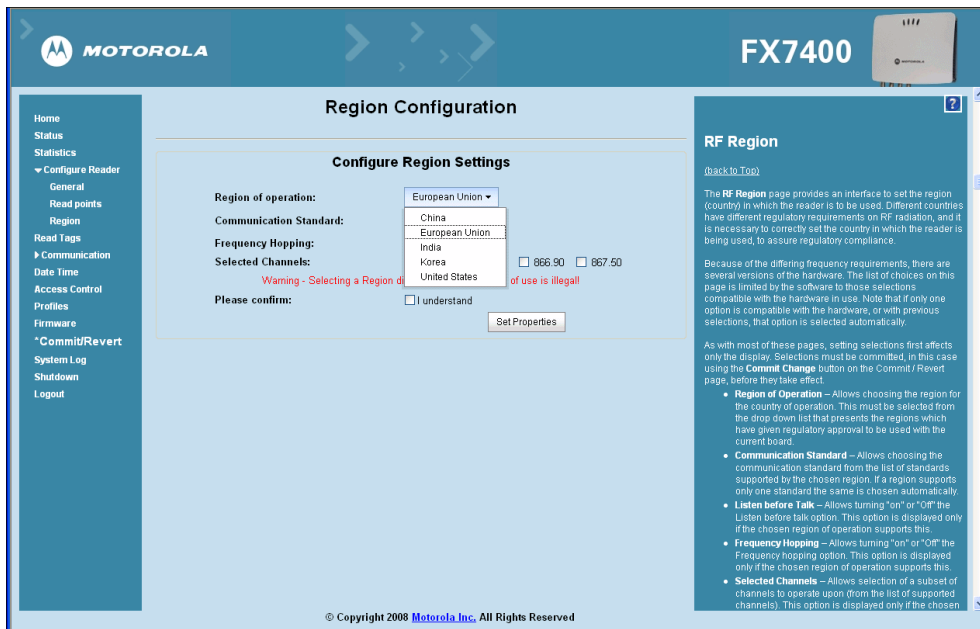 MOTOROLA
FX7400
MOTOROLA
Home
Status
Statistics
Configure Reader
General
Read points
Region
Read Tags
Communication
Date Time
Access Control
Profiles
Firmware
*Commit/Revert
System Log
Shutdown
Logout
Region Configuration
Configure Region Settings
Region of operation:
European Union
Communication Standard:
Frequency Hopping:
Selected Channels:
China
European Union
India
Korea
United States
866.90 867.50
Warning - Selecting a Region di of use is illegal!
Please confirm:
I understand
Set Properties
?
RF Region
(back to Top)
The RF Region page provides an interface to set the region
(country) in which the reader is to be used. Different countries
have different regulatory requirements on RF radiation, and it
is necessary to correctly set the country in which the reader is
being used, to assure regulatory compliance.
Because of the differing frequency requirements, there are
several versions of the hardware. The list of choices on this
page is limited by the software to those selections
compatible with the hardware in use. Note that if only one
option is compatible with the hardware, or with previous
selections, that option is selected automatically.
As with most of these pages, setting selections first affects
only the display. Selections must be committed, in this case
using the Commit Change button on the Commit / Revert
page, before they take effect.
• Region of Operation – Allows choosing the region for
the country of operation. This must be selected from
the drop down list that presents the regions which
have given regulatory approval to be used with the
current board.
• Communication Standard – Allows choosing the
communication standard from the list of standards
supported by the chosen region. If a region supports
only one standard the same is chosen automatically.
• Listen before Talk – Allows turning "on" or "Off" the
Listen before talk option. This option is displayed only
if the chosen region of operation supports this.
• Frequency Hopping – Allows turning "on" or "Off" the
Frequency hopping option. This option is displayed
only if the chosen region of operation supports this.
• Selected Channels – Allows selection of a subset of
channels to operate upon (from the list of supported
channels). This option is displayed only if the chosen
© Copyright 2008 Motorola Inc. All Rights Reserved